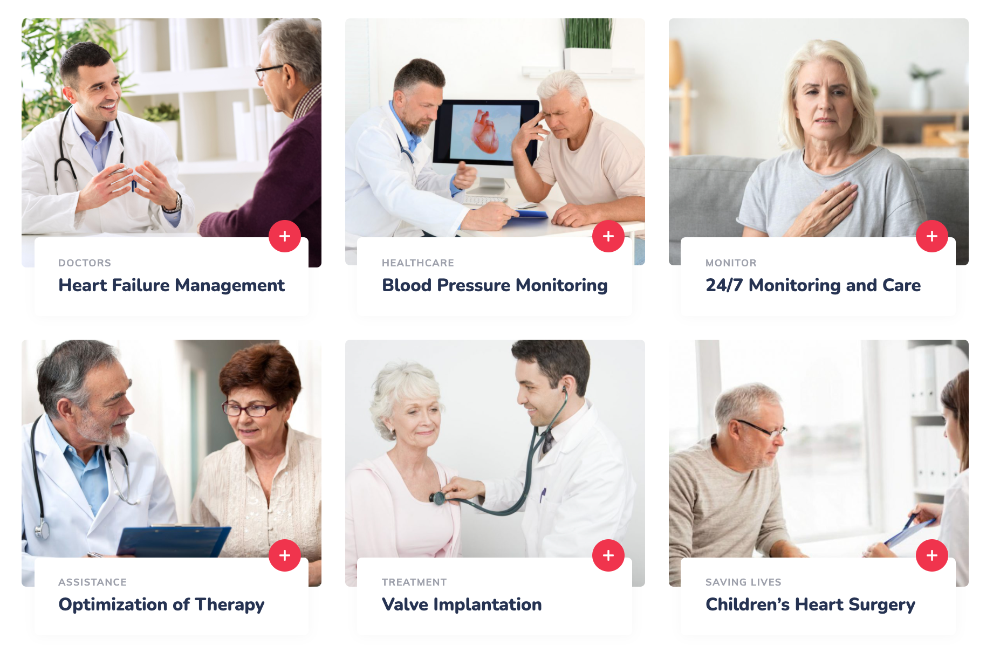 DOCTORS
Heart Failure Management
HEALTHCARE
Blood Pressure Monitoring
MONITOR
24/7 Monitoring and Care
ASSISTANCE
Optimization of Therapy
TREATMENT
Valve Implantation
SAVING LIVES
Children’s Heart Surgery